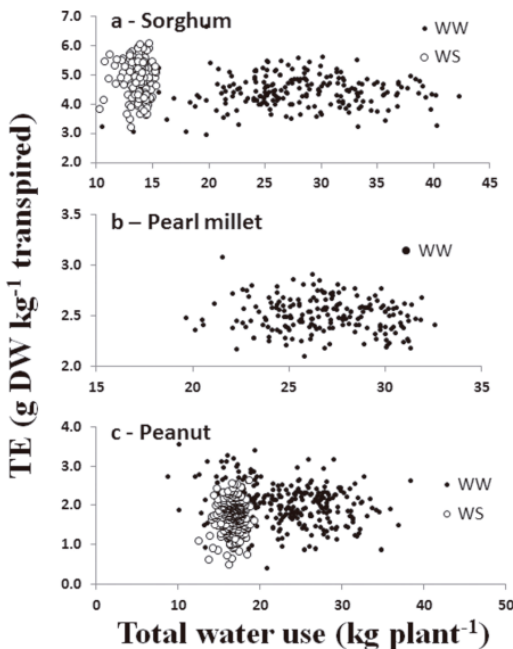 a - Sorghum
WW
WS
7.0
6.0
5.0
4.0
3.0
2.0
10 15 20 25 30 35 40 45
b – Pearl millet
WW
3.5
3.0
2.5
2.0
15 25 35
c - Peanut
WW
WS
4.0
3.0
2.0
1.0
0.0
0 10 20 30 40 50
TE (g DW kg⁻¹ transpired)
Total water use (kg plant⁻¹)